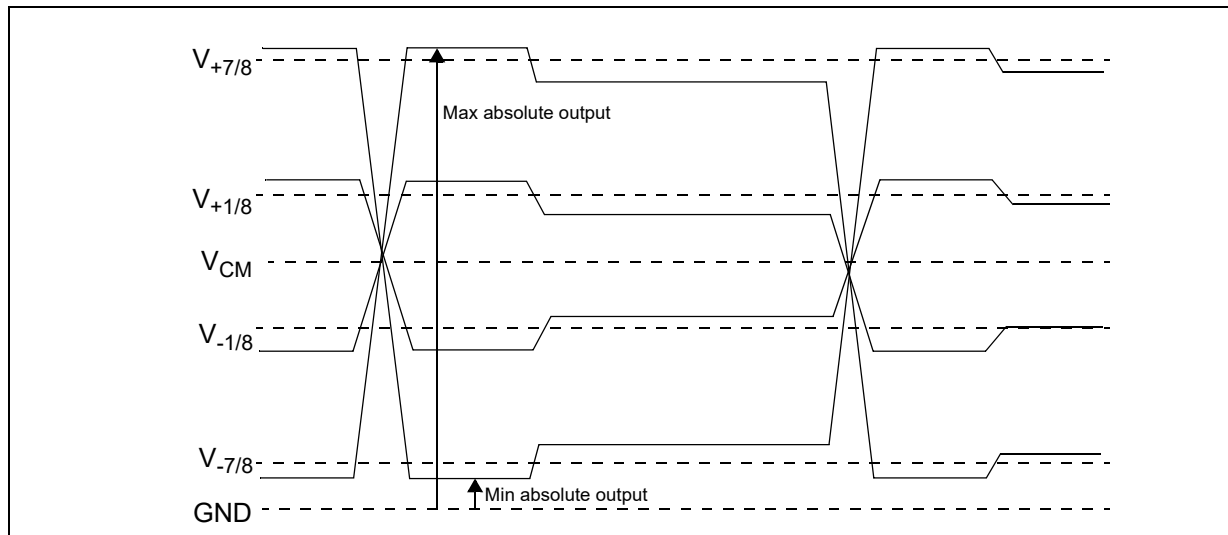 V+7/8
Max absolute output
V+1/8
VCM
V-1/8
V-7/8
Min absolute output
GND